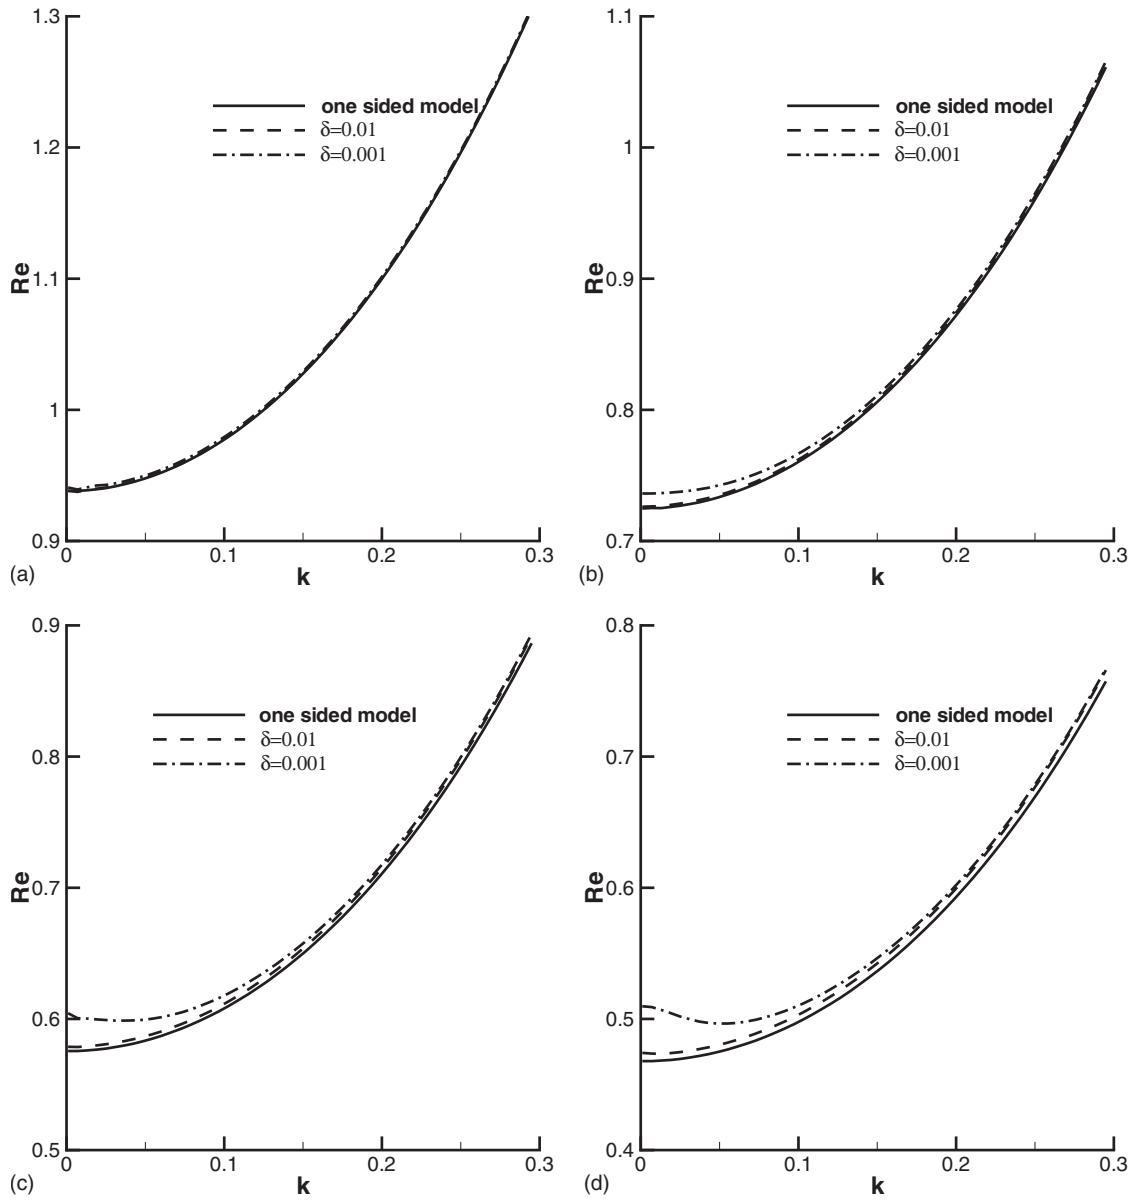 1.3
1.2
1.1
1
0.9
Re
one sided model
δ=0.01
δ=0.001
0
0.1
0.2
0.3
k
(a)
1.1
1
0.9
0.8
0.7
Re
one sided model
δ=0.01
δ=0.001
0
0.1
0.2
0.3
k
(b)
0.9
0.8
0.7
0.6
0.5
Re
one sided model
δ=0.01
δ=0.001
0
0.1
0.2
0.3
k
(c)
0.8
0.7
0.6
0.5
0.4
Re
one sided model
δ=0.01
δ=0.001
0
0.1
0.2
0.3
k
(d)